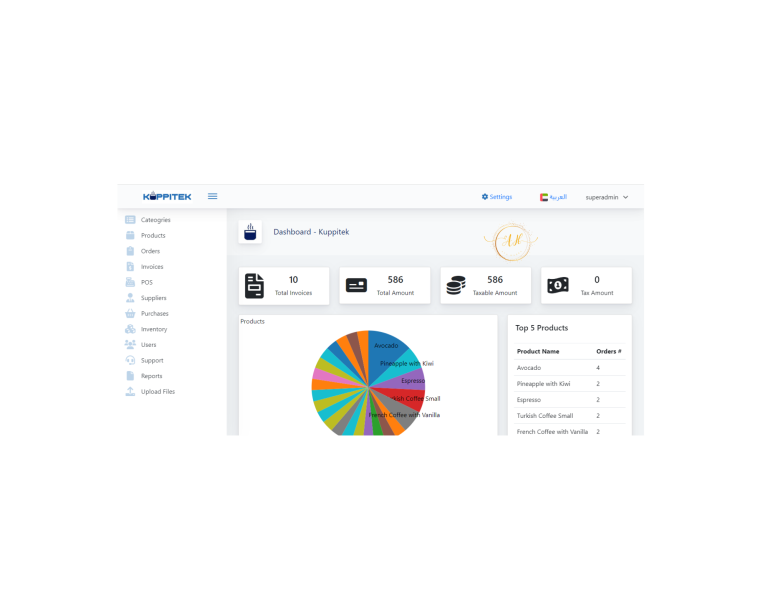 KUPPITEK
Settings
العربية
superadmin
Cateogries
Products
Orders
Invoices
POS
Suppliers
Purchases
Inventory
Users
Support
Reports
Upload Files
Dashboard - Kuppitek
10
Total Invoices
586
Total Amount
586
Taxable Amount
0
Tax Amount
Products
Avocado
Pineapple with Kiwi
Espresso
Turkish Coffee Small
French Coffee with Vanilla
Top 5 Products
Product Name Orders #
Avocado 4
Pineapple with Kiwi 2
Espresso 2
Turkish Coffee Small 2
French Coffee with Vanilla 2